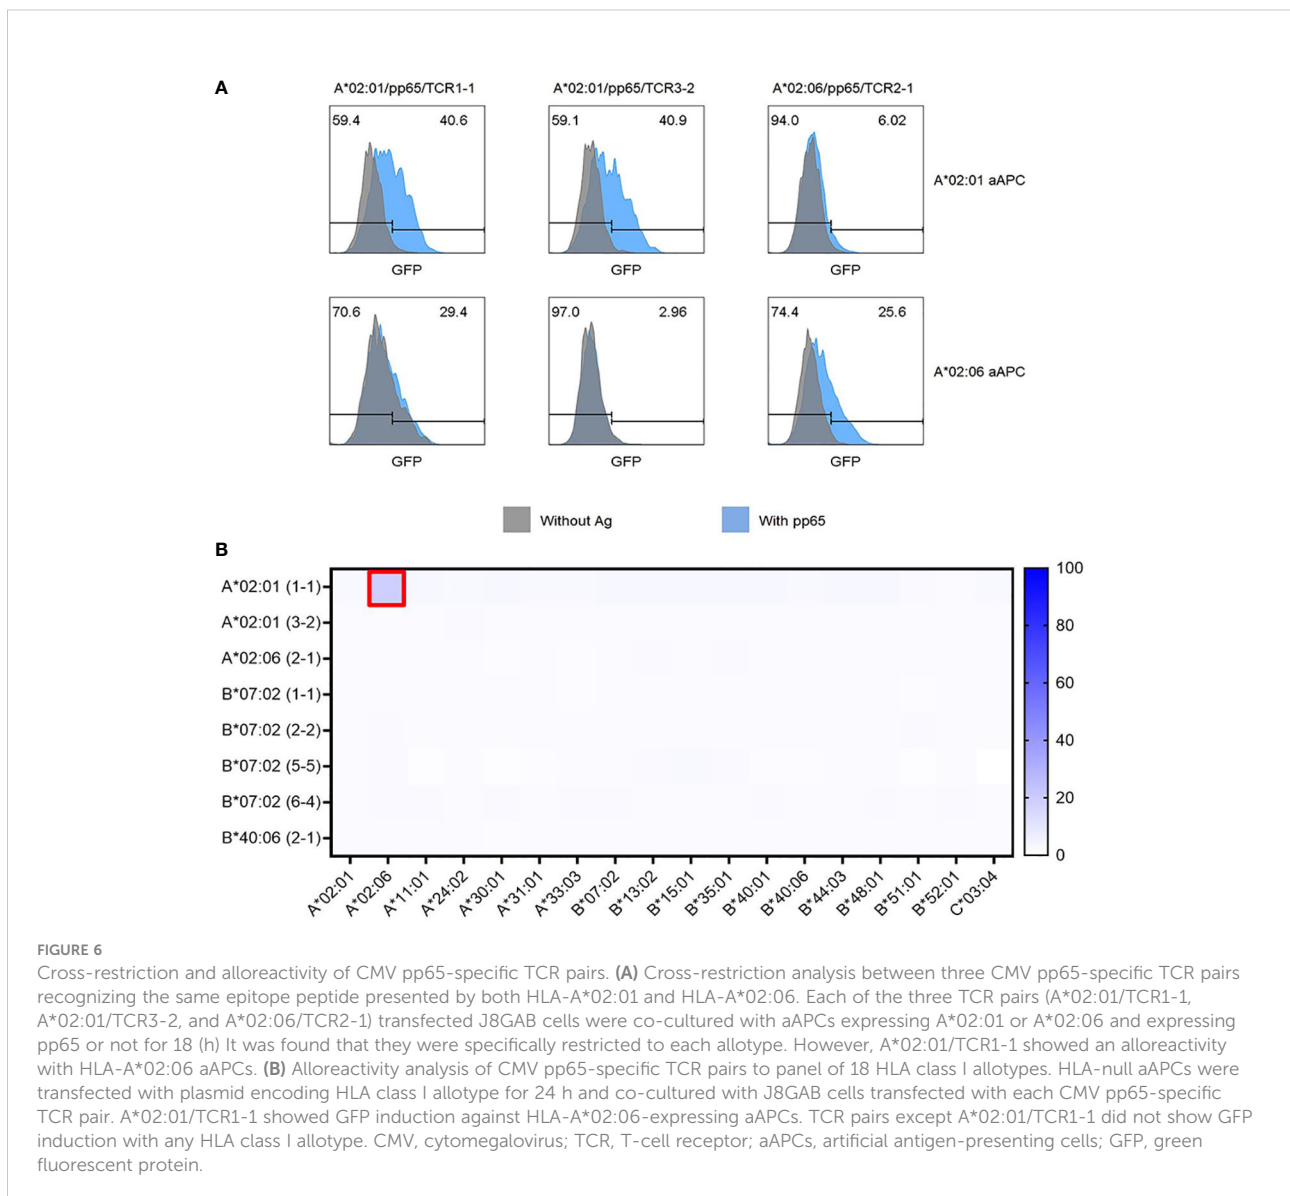 A
A*02:01/pp65/TCR1-1 A*02:01/pp65/TCR3-2 A*02:06/pp65/TCR2-1
59.4 40.6 59.1 40.9 94.0 6.02
A*02:01 aAPC
GFP GFP GFP
70.6 29.4 97.0 2.96 74.4 25.6
A*02:06 aAPC
GFP GFP GFP
Without Ag With pp65
B
A*02:01 (1-1)
A*02:01 (3-2)
A*02:06 (2-1)
B*07:02 (1-1)
B*07:02 (2-2)
B*07:02 (5-5)
B*07:02 (6-4)
B*40:06 (2-1)
100
80
60
40
20
0
A*02:01 A*02:06 A*11:01 A*24:02 A*30:01 A*31:01 A*33:03 B*07:02 B*13:02 B*15:01 B*35:01 B*40:01 B*40:06 B*44:03 B*48:01 B*51:01 B*52:01 C*03:04
FIGURE 6
Cross-restriction and alloreactivity of CMV pp65-specific TCR pairs. (A) Cross-restriction analysis between three CMV pp65-specific TCR pairs
recognizing the same epitope peptide presented by both HLA-A*02:01 and HLA-A*02:06. Each of the three TCR pairs (A*02:01/TCR1-1,
A*02:01/TCR3-2, and A*02:06/TCR2-1) transfected J8GAB cells were co-cultured with aAPCs expressing A*02:01 or A*02:06 and expressing
pp65 or not for 18 (h) It was found that they were specifically restricted to each allotype. However, A*02:01/TCR1-1 showed an alloreactivity
with HLA-A*02:06 aAPCs. (B) Alloreactivity analysis of CMV pp65-specific TCR pairs to panel of 18 HLA class I allotypes. HLA-null aAPCs were
transfected with plasmid encoding HLA class I allotype for 24 h and co-cultured with J8GAB cells transfected with each CMV pp65-specific
TCR pair. A*02:01/TCR1-1 showed GFP induction against HLA-A*02:06-expressing aAPCs. TCR pairs except A*02:01/TCR1-1 did not show GFP
induction with any HLA class I allotype. CMV, cytomegalovirus; TCR, T-cell receptor; aAPCs, artificial antigen-presenting cells; GFP, green
fluorescent protein.